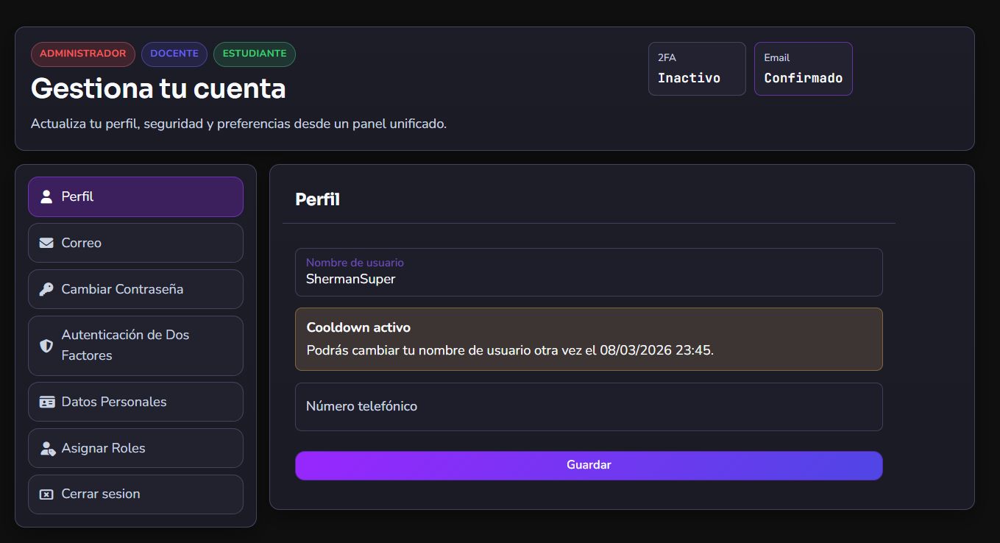 ADMINISTRADOR DOCENTE ESTUDIANTE
Gestiona tu cuenta
Actualiza tu perfil, seguridad y preferencias desde un panel unificado.
2FA
Inactivo
Email
Confirmado
Perfil
Correo
Cambiar Contraseña
Autenticación de Dos
Factores
Datos Personales
Asignar Roles
Cerrar sesion
Perfil
Nombre de usuario
ShermanSuper
Cooldown activo
Podrás cambiar tu nombre de usuario otra vez el 08/03/2026 23:45.
Número telefónico
Guardar